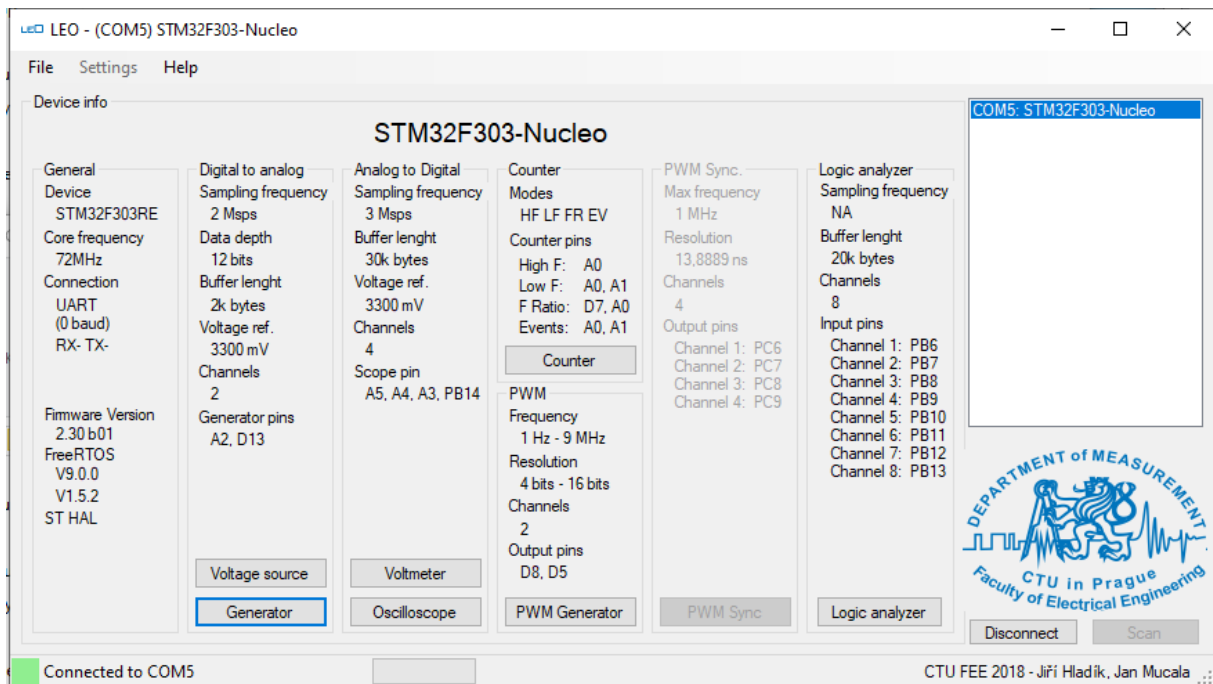 LEO LEO - (COM5) STM32F303-Nucleo
File Settings Help
Device info
STM32F303-Nucleo
General
Device
STM32F303RE
Core frequency
72MHz
Connection
UART
(0 baud)
RX- TX-
Firmware Version
2.30 b01
FreeRTOS
V9.0.0
V1.5.2
ST HAL
Digital to analog
Sampling frequency
2 Msps
Data depth
12 bits
Buffer lenght
2k bytes
Voltage ref.
3300 mV
Channels
2
Generator pins
A2, D13
Voltage source
Generator
Analog to Digital
Sampling frequency
3 Msps
Buffer lenght
30k bytes
Voltage ref.
3300 mV
Channels
4
Scope pin
A5, A4, A3, PB14
Voltmeter
Oscilloscope
Counter
Modes
HF LF FR EV
Counter pins
High F: A0
Low F: A0, A1
F Ratio: D7, A0
Events: A0, A1
Counter
PWM
Frequency
1 Hz - 9 MHz
Resolution
4 bits - 16 bits
Channels
2
Output pins
D8, D5
PWM Generator
PWM Sync.
Max frequency
1 MHz
Resolution
13,8889 ns
Channels
4
Output pins
Channel 1: PC6
Channel 2: PC7
Channel 3: PC8
Channel 4: PC9
PWM Sync
Logic analyzer
Sampling frequency
NA
Buffer lenght
20k bytes
Channels
8
Input pins
Channel 1: PB6
Channel 2: PB7
Channel 3: PB8
Channel 4: PB9
Channel 5: PB10
Channel 6: PB11
Channel 7: PB12
Channel 8: PB13
Logic analyzer
COM5: STM32F303-Nucleo
DEPARTMENT of MEASUREMENT
CTU in Prague
Faculty of Electrical Engineering
Disconnect Scan
Connected to COM5
CTU FEE 2018 - Jiří Hladík, Jan Mucala